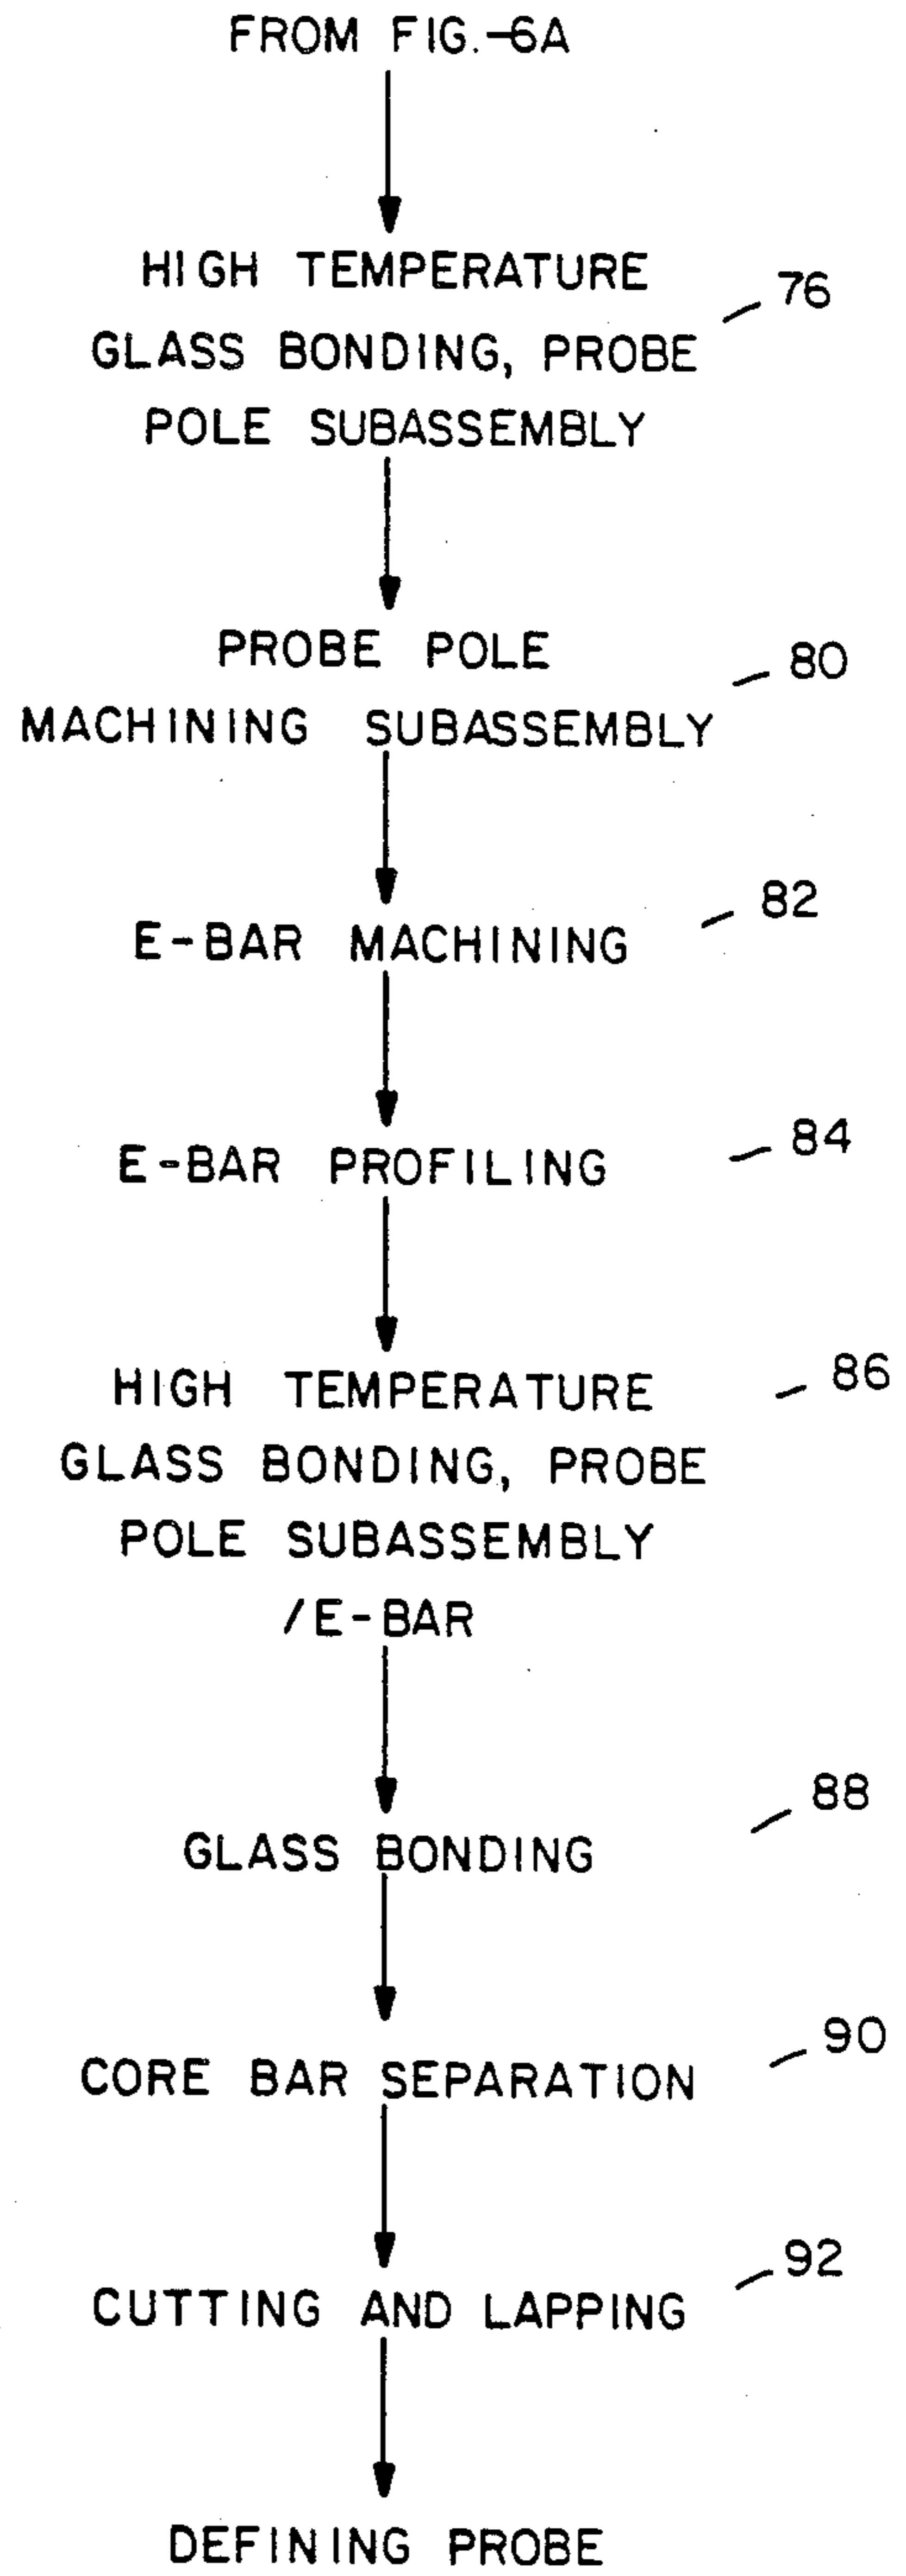 FROM FIG.-6A
HIGH TEMPERATURE
76
GLASS BONDING, PROBE
POLE SUBASSEMBLY
PROBE POLE
80
MACHINING SUBASSEMBLY
82
E-BAR MACHINING
84
E-BAR PROFILING
86
HIGH TEMPERATURE
GLASS BONDING, PROBE
POLE SUBASSEMBLY
/E-BAR
88
GLASS BONDING
90
CORE BAR SEPARATION
92
CUTTING AND LAPPING
DEFINING PROBE